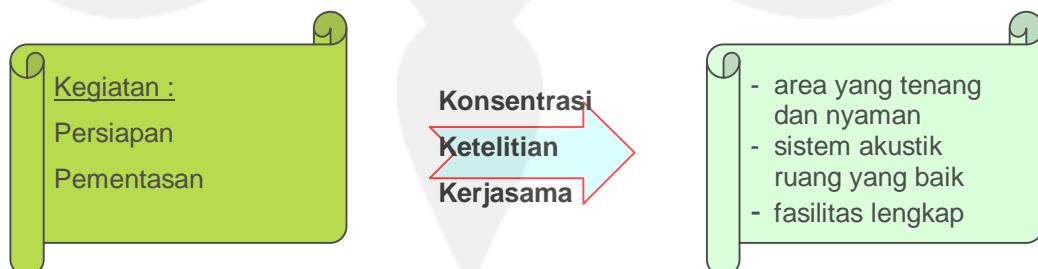 Kegiatan :
Persiapan
Pementasan
Konsentrasi
Ketelitian
Kerjasama
- area yang tenang
dan nyaman
- sistem akustik
ruang yang baik
- fasilitas lengkap